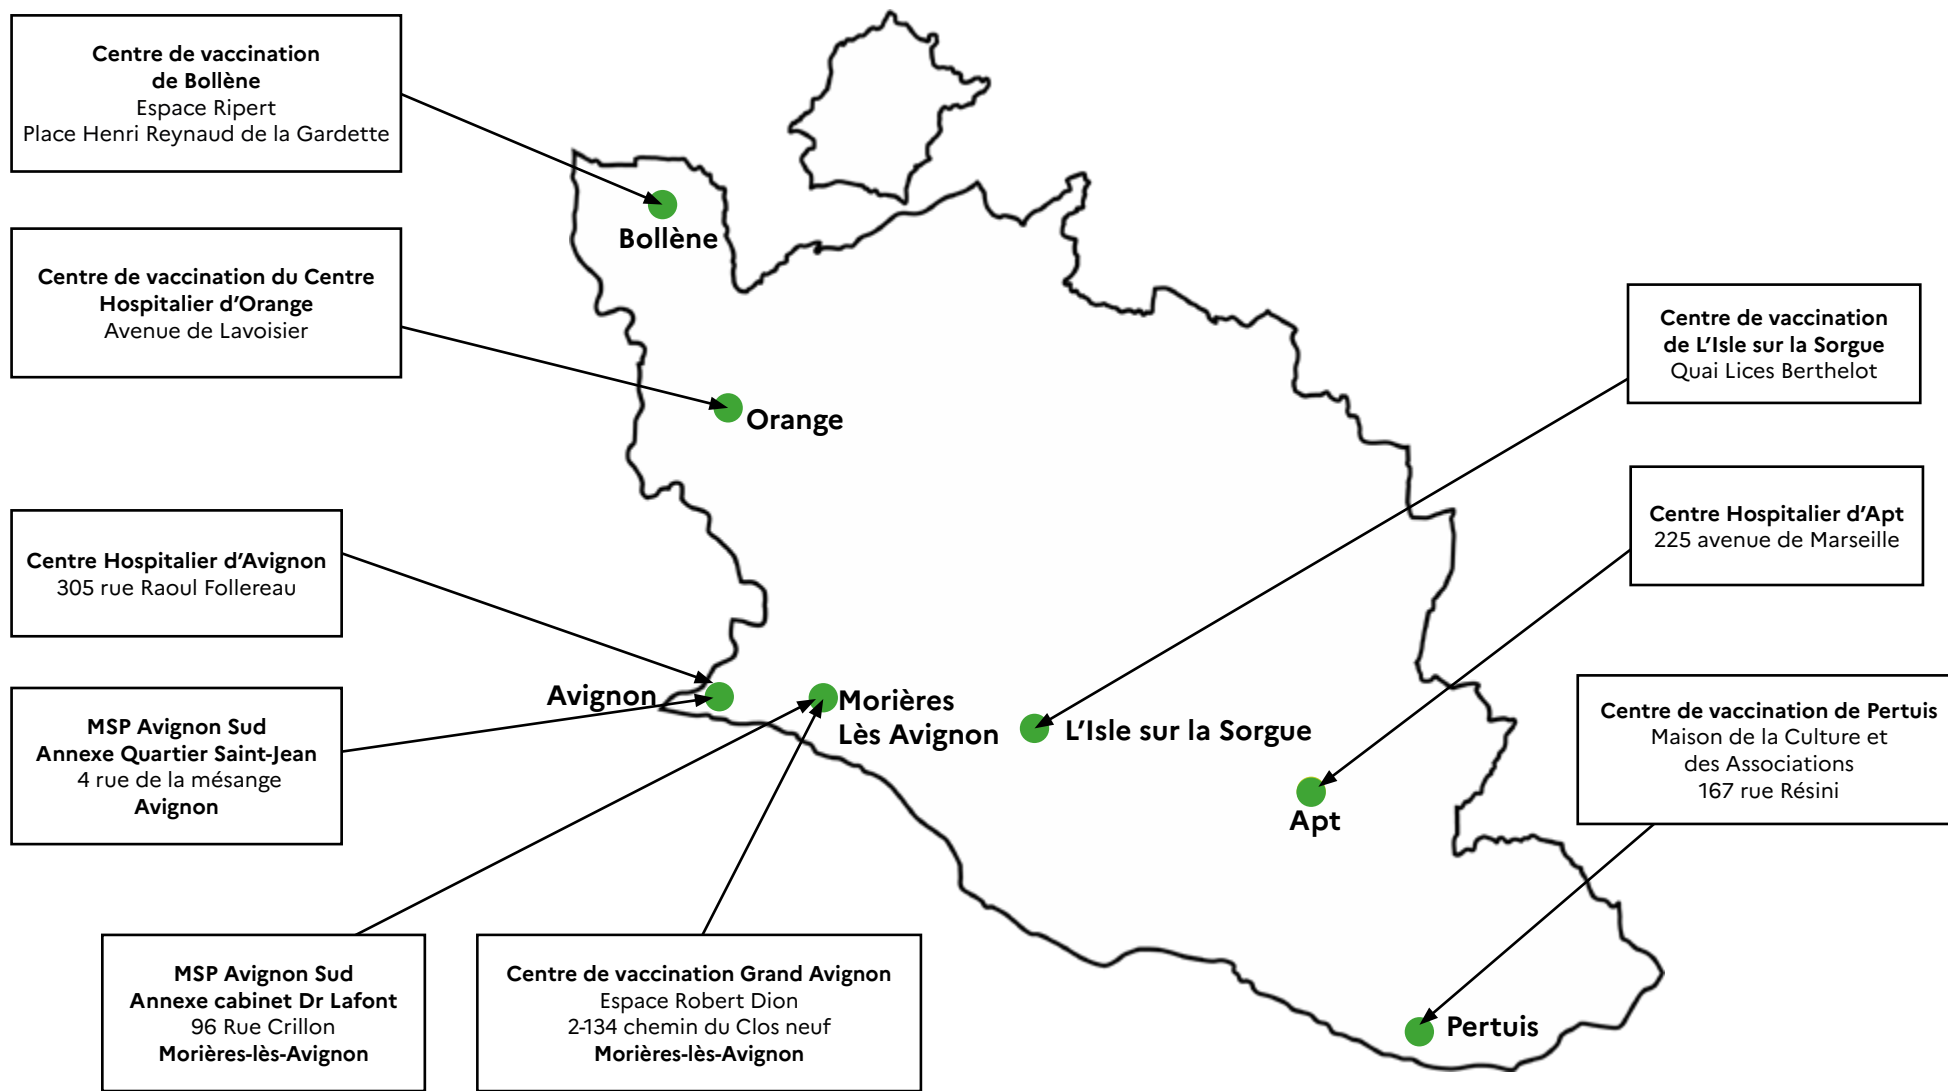 Centre de vaccination
de Bollène
Espace Ripert
Place Henri Reynaud de la Gardette
Centre de vaccination du Centre
Hospitalier d’Orange
Avenue de Lavoisier
Centre Hospitalier d’Avignon
305 rue Raoul Follereau
MSP Avignon Sud
Annexe Quartier Saint-Jean
4 rue de la mésange
Avignon
MSP Avignon Sud
Annexe cabinet Dr Lafont
96 Rue Crillon
Morières-lès-Avignon
Centre de vaccination Grand Avignon
Espace Robert Dion
2-134 chemin du Clos neuf
Morières-lès-Avignon
Bollène
Orange
Avignon
Morières
Lès Avignon
L’Isle sur la Sorgue
Apt
Pertuis
Centre de vaccination
de L’Isle sur la Sorgue
Quai Lices Berthelot
Centre Hospitalier d’Apt
225 avenue de Marseille
Centre de vaccination de Pertuis
Maison de la Culture et
des Associations
167 rue Résini